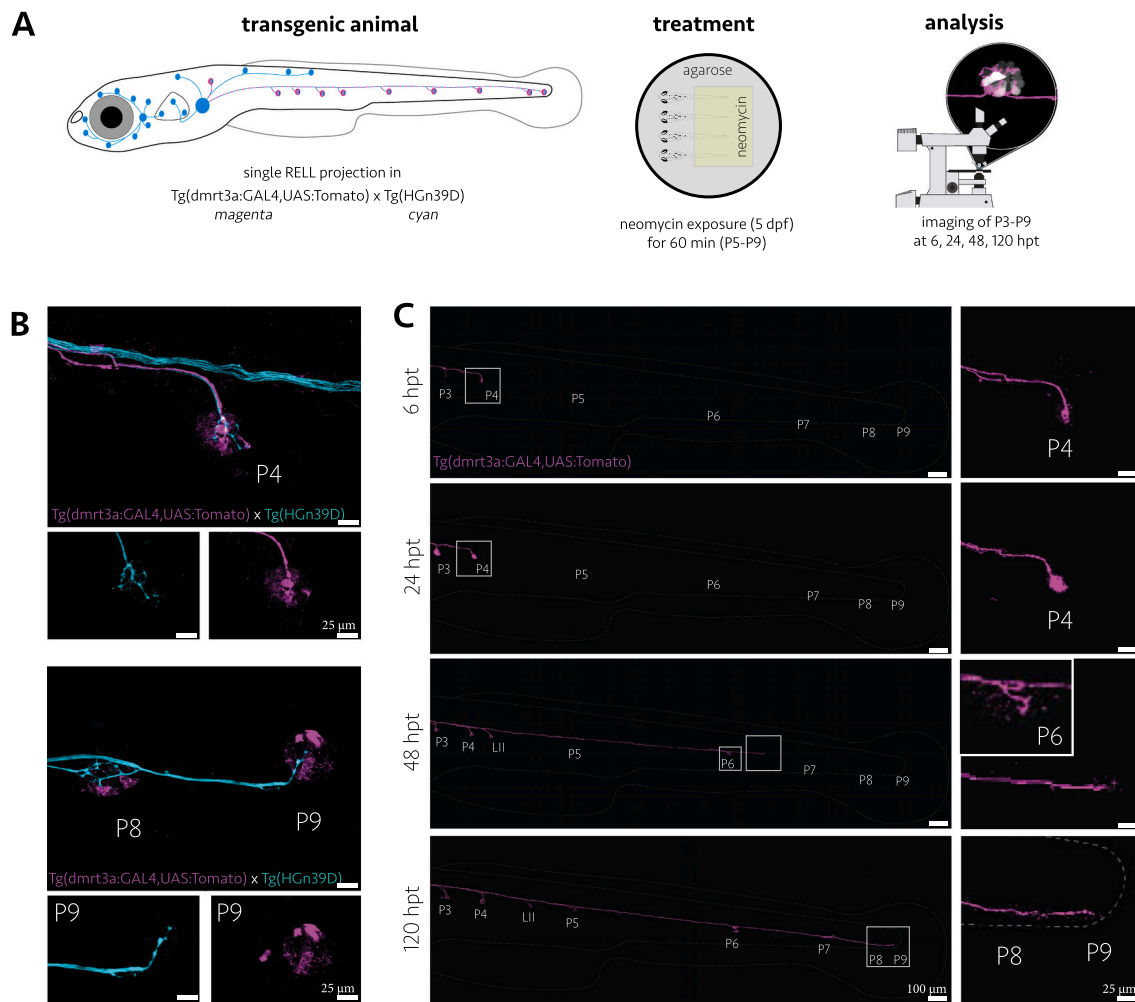 A
transgenic animal
treatment
analysis
agarose
neomycin
single RELL projection in
Tg(dmrt3a:GAL4,UAS:Tomato) x Tg(HGn39D)
magenta
cyan
neomycin exposure (5 dpf)
for 60 min (P5-P9)
imaging of P3-P9
at 6, 24, 48, 120 hpt
B
P4
Tg(dmrt3a:GAL4,UAS:Tomato) x Tg(HGn39D)
25 µm
P8
P9
Tg(dmrt3a:GAL4,UAS:Tomato) x Tg(HGn39D)
P9
P9
25 µm
C
6 hpt
P3
P4
P5
P6
P7
P8
P9
Tg(dmrt3a:GAL4,UAS:Tomato)
P4
24 hpt
P3
P4
P5
P6
P7
P8
P9
P4
48 hpt
P3
P4
LII
P5
P6
P7
P8
P9
P6
120 hpt
P3
P4
LII
P5
P6
P7
P8
P9
100 µm
P8
P9
25 µm